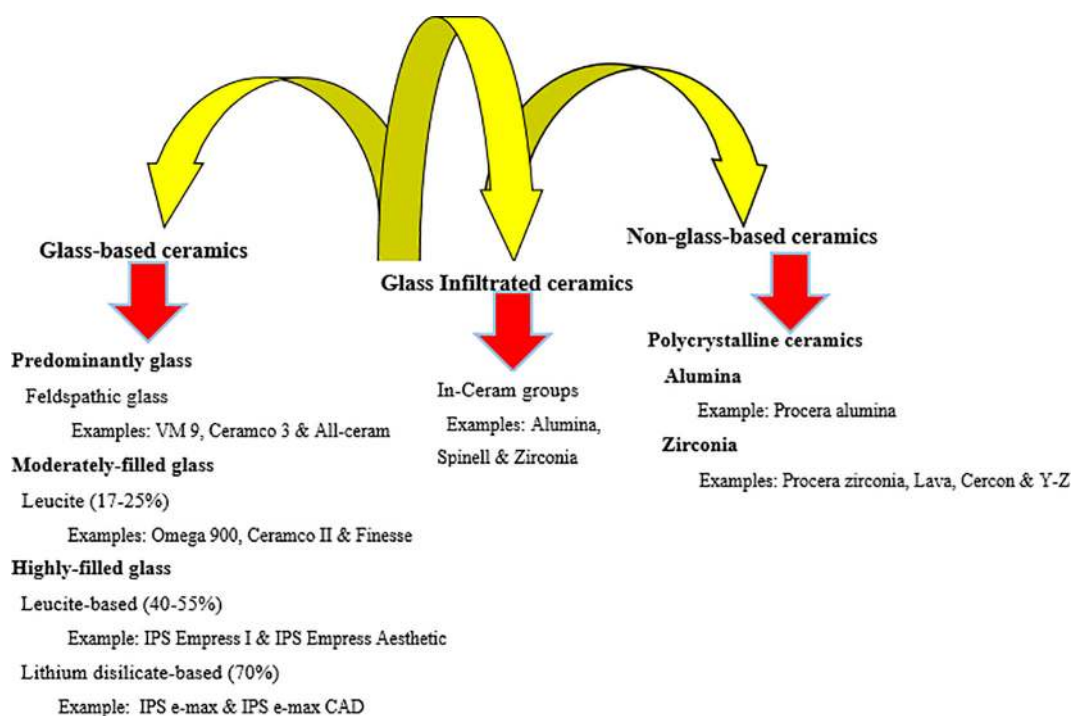 Glass-based ceramics
Predominantly glass
Feldspathic glass
Examples: VM 9, Ceramco 3 & All-ceram
Moderately-filled glass
Leucite (17-25%)
Examples: Omega 900, Ceramco II & Finesse
Highly-filled glass
Leucite-based (40-55%)
Example: IPS Empress I & IPS Empress Aesthetic
Lithium disilicate-based (70%)
Example: IPS e-max & IPS e-max CAD
Glass Infiltrated ceramics
In-Ceram groups
Examples: Alumina,
Spinell & Zirconia
Non-glass-based ceramics
Polycrystalline ceramics
Alumina
Example: Procera alumina
Zirconia
Examples: Procera zirconia, Lava, Cercon & Y-Z